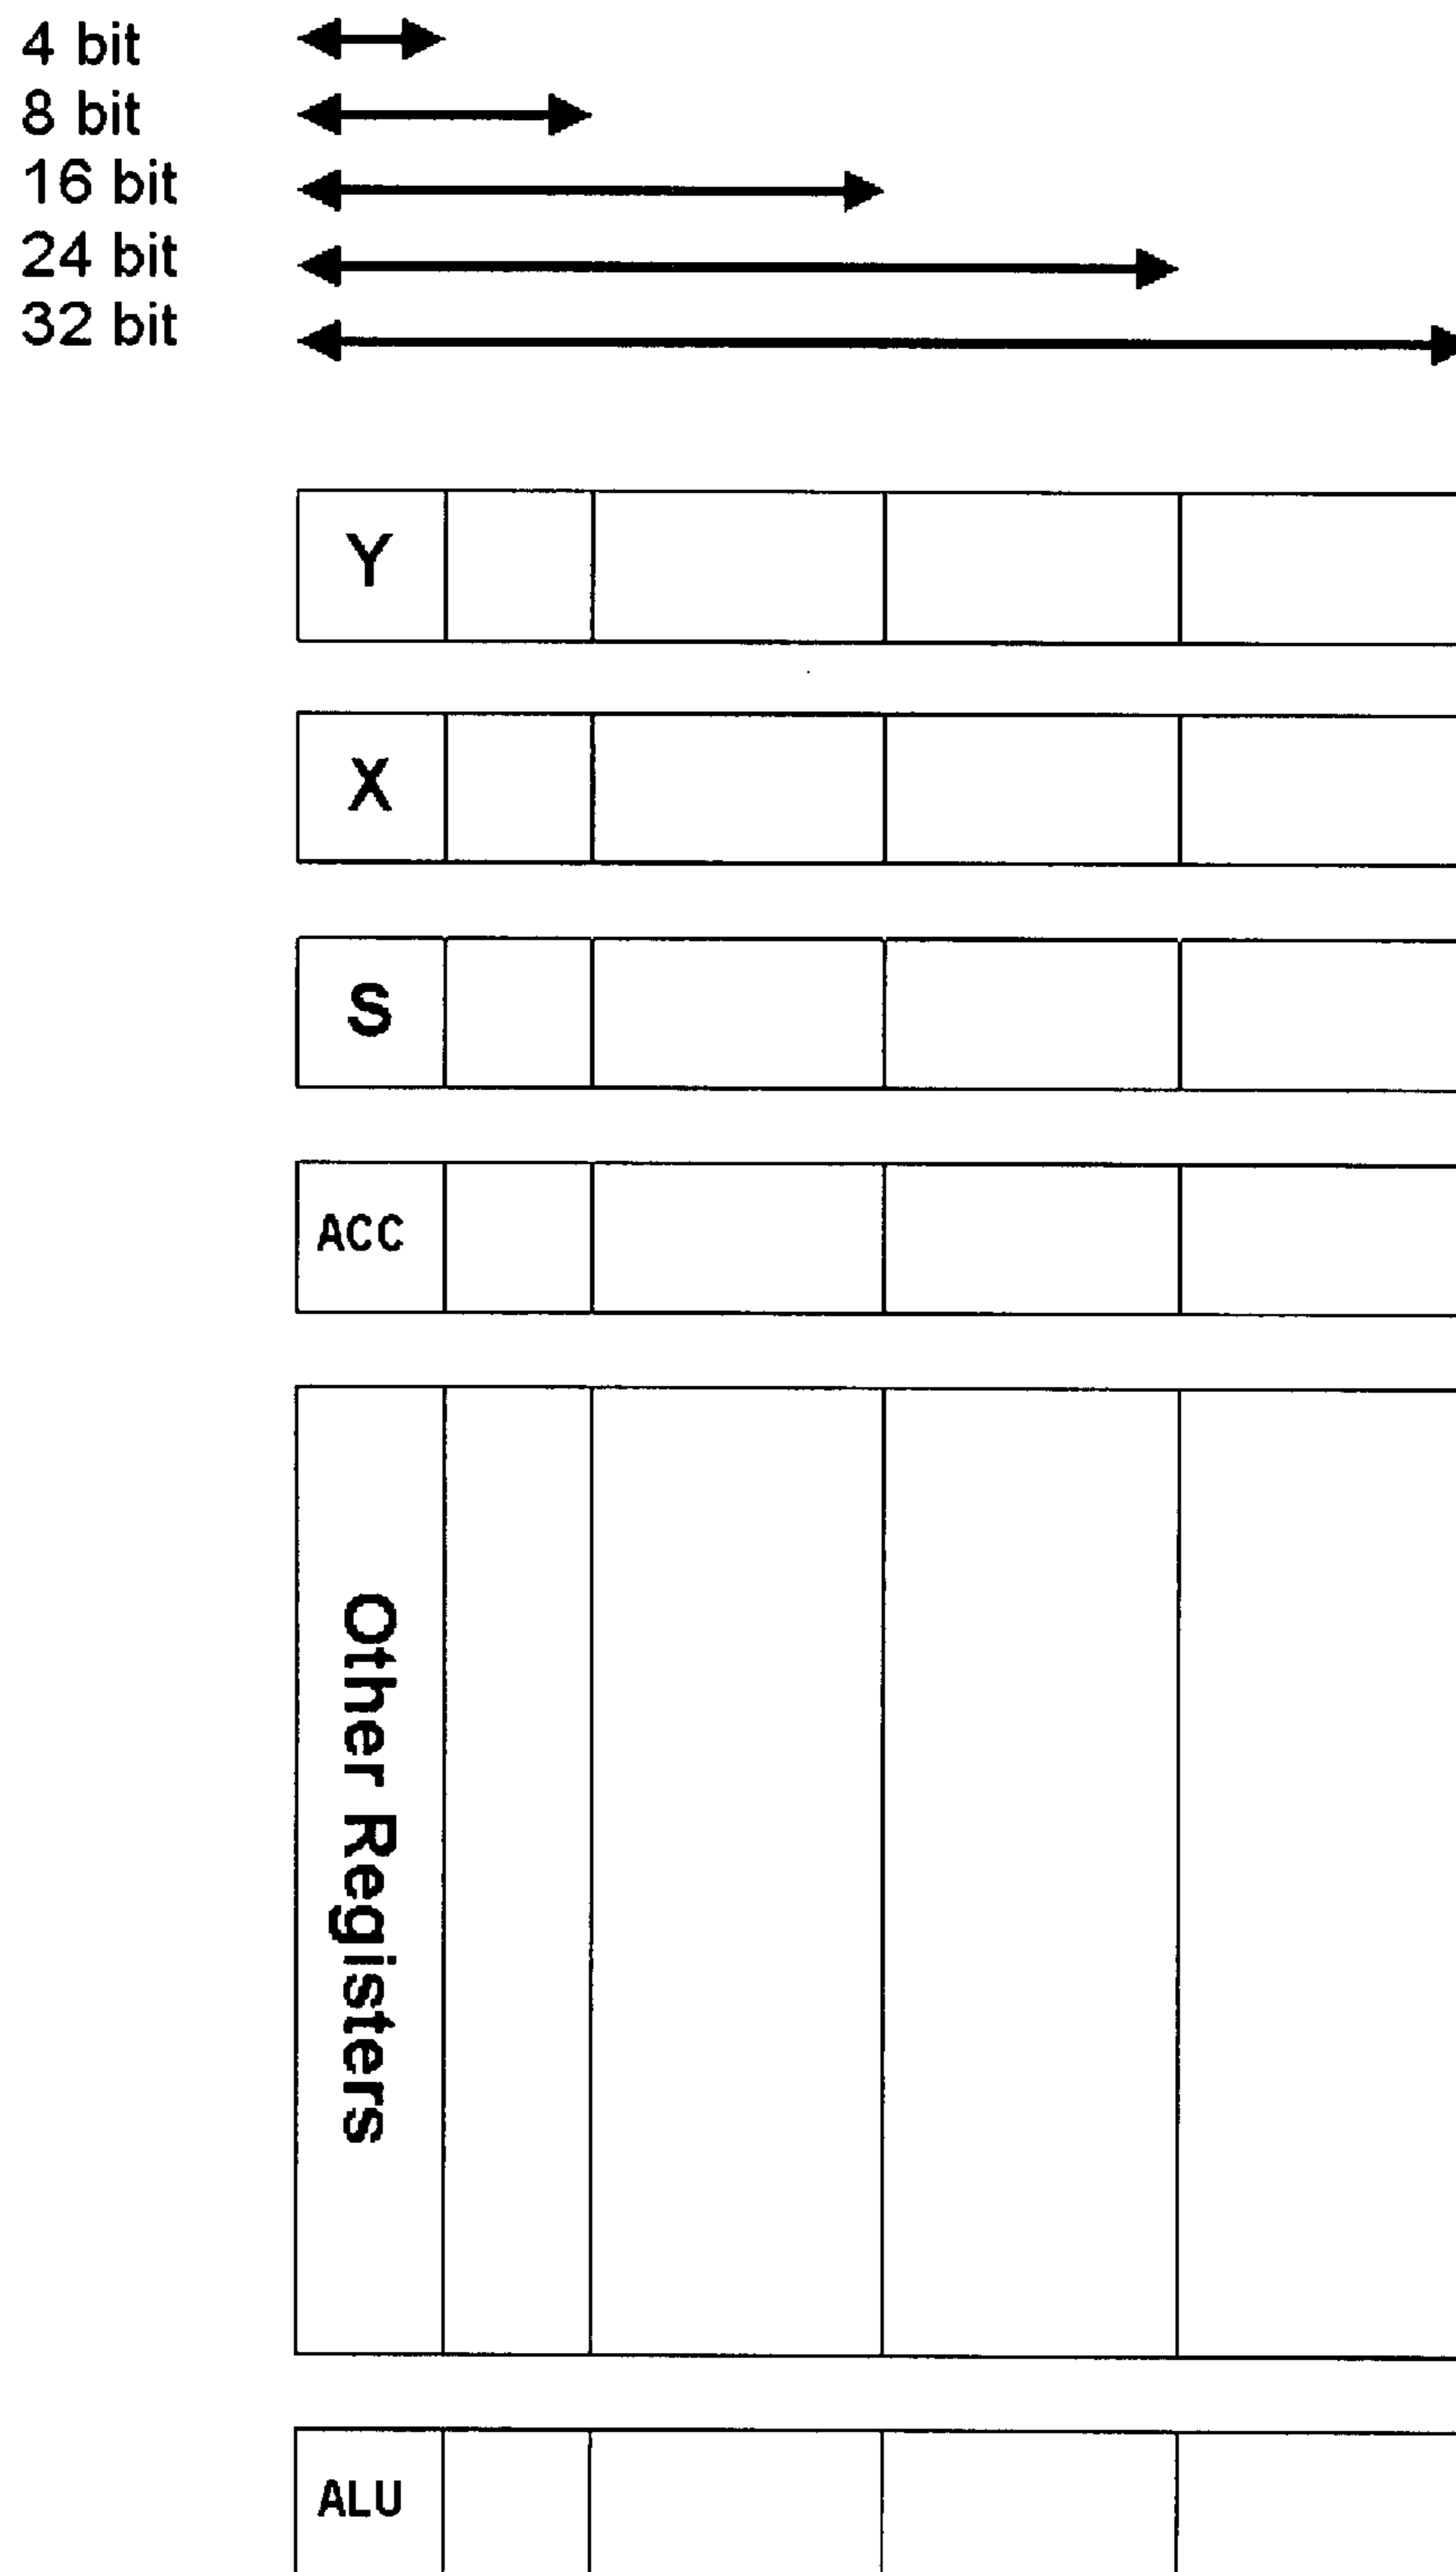 4 bit
8 bit
16 bit
24 bit
32 bit
Y
X
S
ACC
Other Registers
ALU